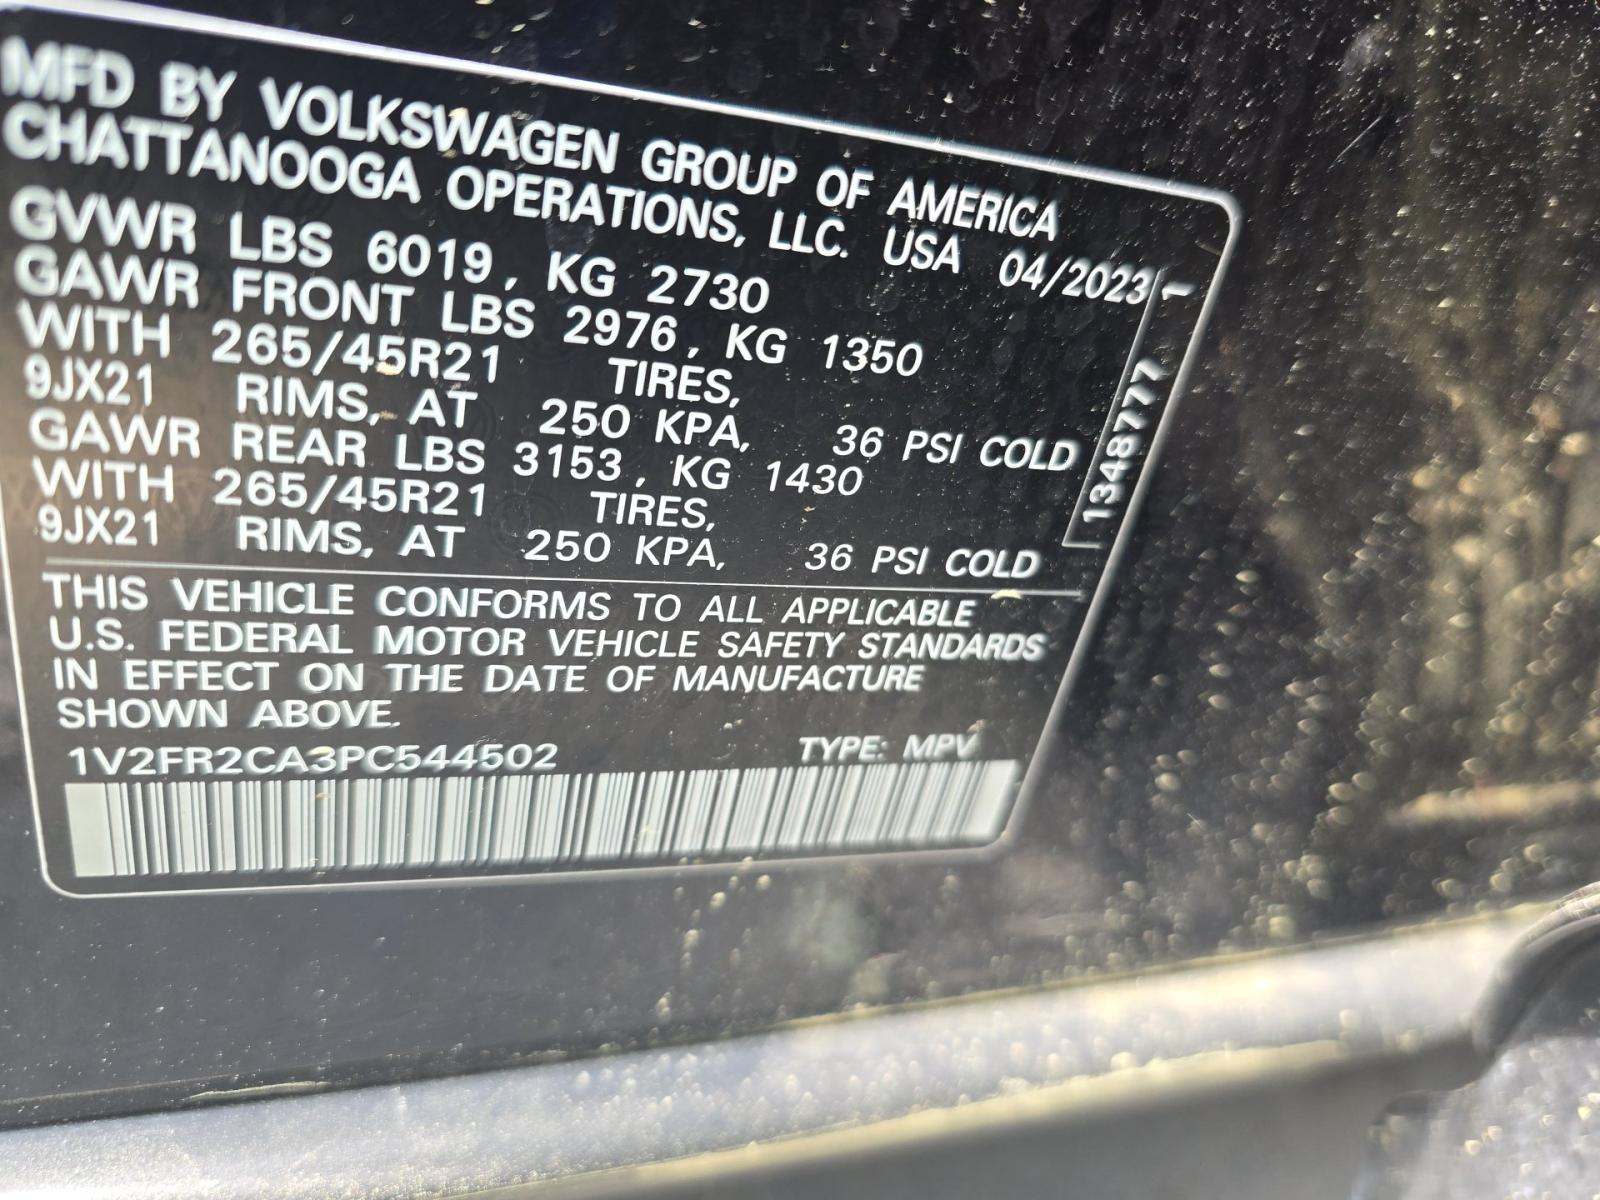 MFD BY VOLKSWAGEN GROUP OF AMERICA
CHATTANOOGA OPERATIONS, LLC. USA 04/2023
GVWR LBS 6019, KG 2730
GAWR FRONT LBS 2976, KG 1350
WITH 265/45R21 TIRES,
9JX21 RIMS, AT 250 KPA, 36 PSI COLD
GAWR REAR LBS 3153, KG 1430
WITH 265/45R21 TIRES,
9JX21 RIMS, AT 250 KPA, 36 PSI COLD
1348777 1
THIS VEHICLE CONFORMS TO ALL APPLICABLE
U.S. FEDERAL MOTOR VEHICLE SAFETY STANDARDS
IN EFFECT ON THE DATE OF MANUFACTURE
SHOWN ABOVE.
1V2FR2CA3PC544502 TYPE: MPV